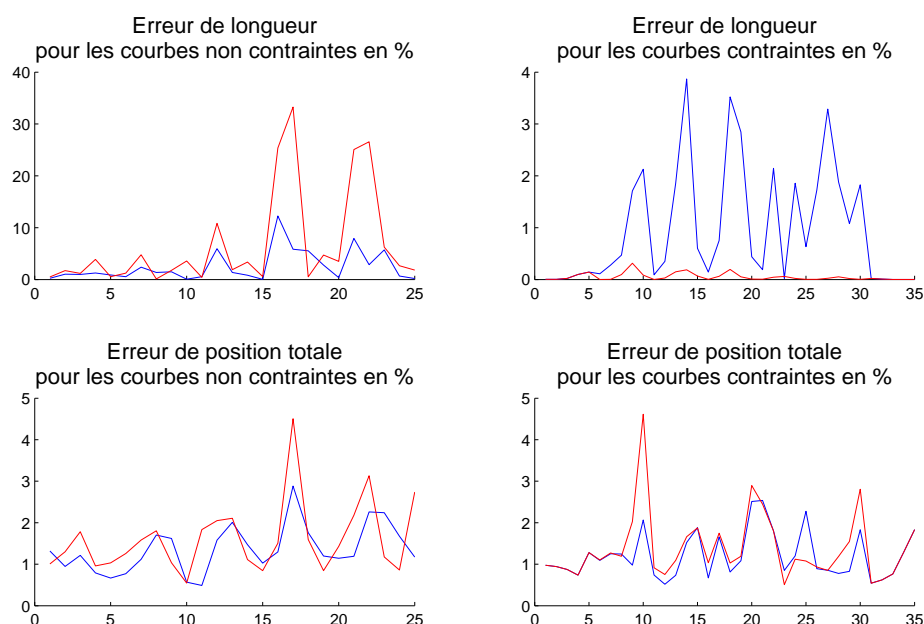 Erreur de longueur
pour les courbes non contraintes en %
40
30
20
10
0
0 5 10 15 20 25
Erreur de longueur
pour les courbes contraintes en %
4
3
2
1
0
0 5 10 15 20 25 30 35
Erreur de position totale
pour les courbes non contraintes en %
5
4
3
2
1
0
0 5 10 15 20 25
Erreur de position totale
pour les courbes contraintes en %
5
4
3
2
1
0
0 5 10 15 20 25 30 35